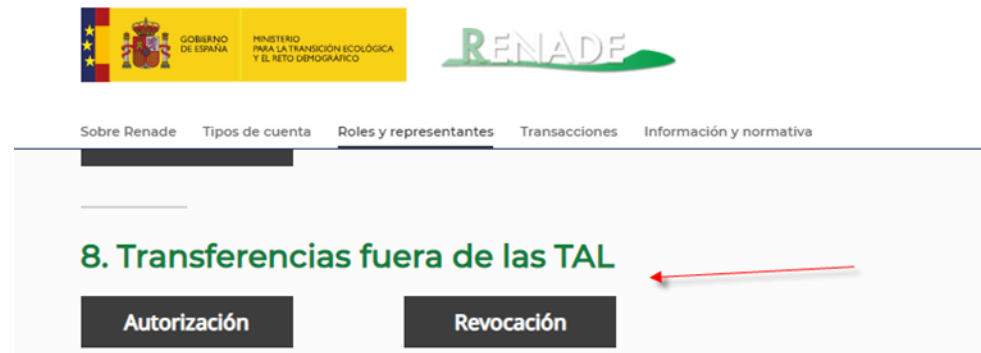 GOBIERNO
DE ESPAÑA
MINISTERIO
PARA LA TRANSICIÓN ECOLÓGICA
Y EL RETO DEMOGRÁFICO
RENADE
Sobre Renade Tipos de cuenta Roles y representantes Transacciones Información y normativa
8. Transferencias fuera de las TAL
Autorización Revocación